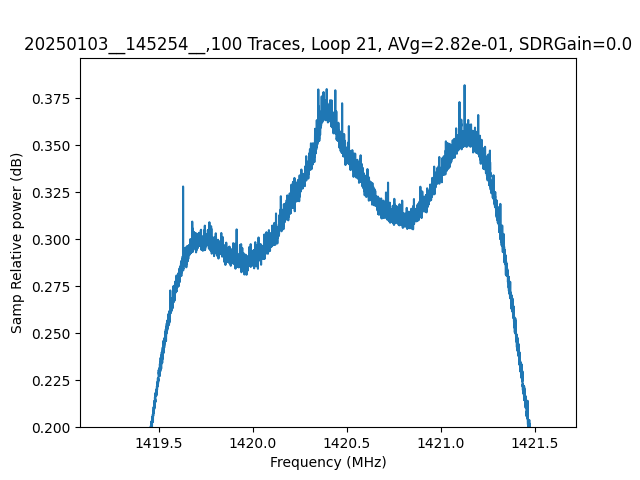 20250103__145254__,100 Traces, Loop 21, AVg=2.82e-01, SDRGain=0.0
0.375
0.350
0.325
0.300
0.275
0.250
0.225
0.200
Samp Relative power (dB)
1419.5 1420.0 1420.5 1421.0 1421.5
Frequency (MHz)